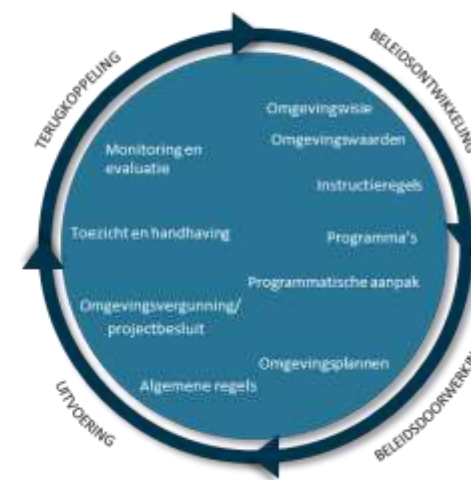 BELEIDSONTWIKKELING
Omgevingsvisie
Omgevingswaarden
Instructieregels
Programma's
Programmatische aanpak
BELEIDSDOORWERKIN
Omgevingsplannen
Algemene regels
UITVOERING
Omgevingsvergunning/
projectbesluit
Toezicht en handhaving
Monitoring en
evaluatie
TERUGKOPPELING